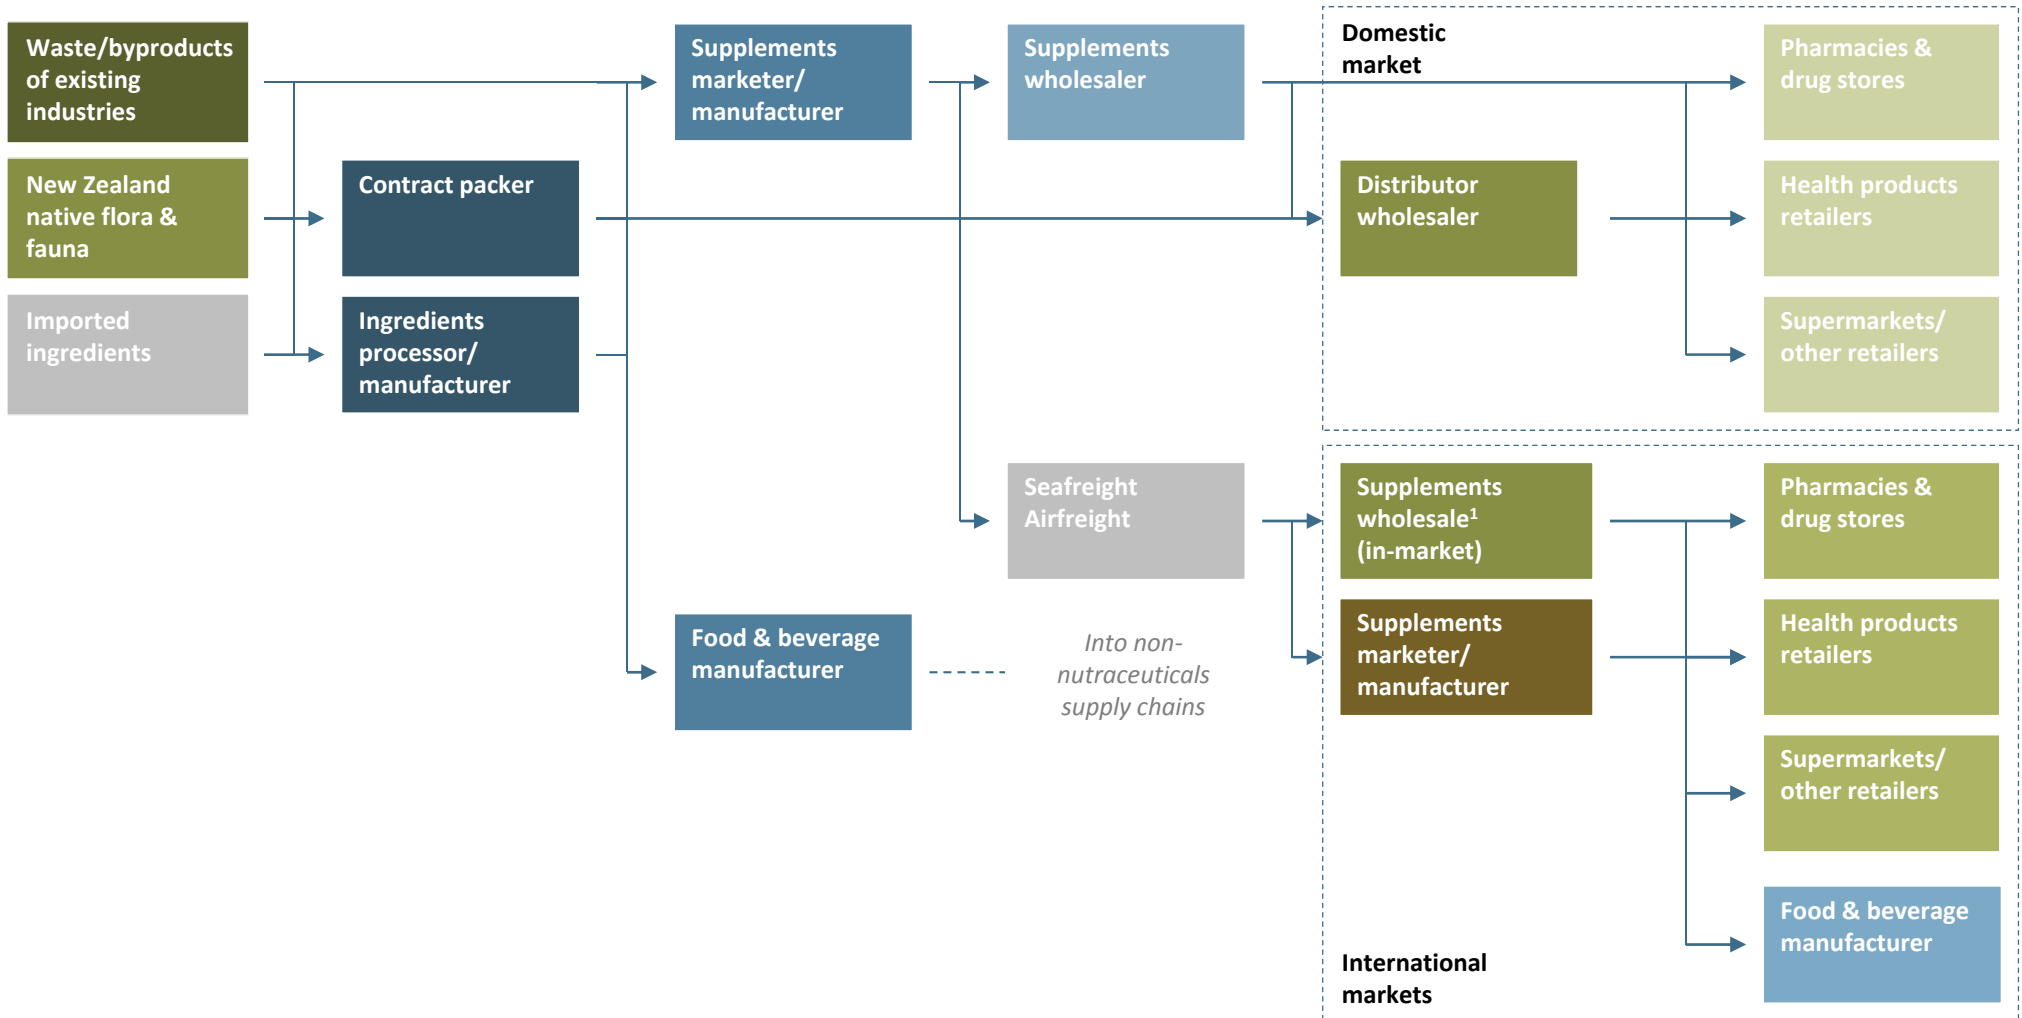 Waste/byproducts
of existing
industries
New Zealand
native flora &
fauna
Imported
ingredients
Contract packer
Ingredients
processor/
manufacturer
Supplements
marketer/
manufacturer
Food & beverage
manufacturer
Supplements
wholesaler
Seafreight
Airfreight
Into non-
nutraceuticals
supply chains
Domestic
market
Distributor
wholesaler
Pharmacies &
drug stores
Health products
retailers
Supermarkets/
other retailers
Supplements
wholesale¹
(in-market)
Supplements
marketer/
manufacturer
International
markets
Pharmacies &
drug stores
Health products
retailers
Supermarkets/
other retailers
Food & beverage
manufacturer